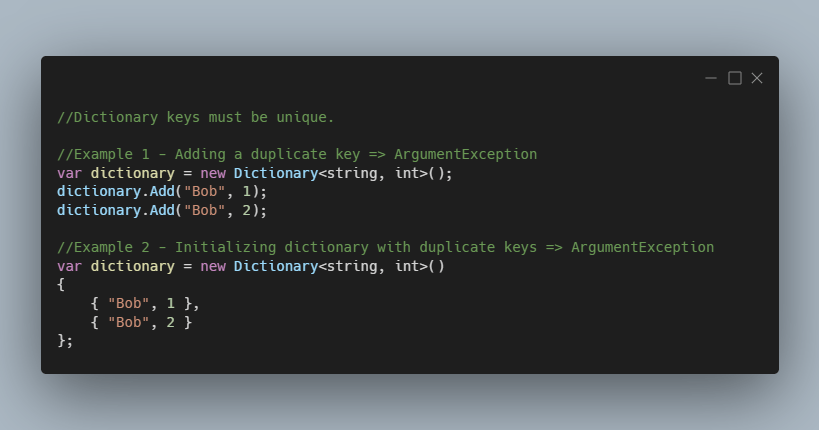 //Dictionary keys must be unique.
//Example 1 - Adding a duplicate key => ArgumentException
var dictionary = new Dictionary<string, int>();
dictionary.Add("Bob", 1);
dictionary.Add("Bob", 2);
//Example 2 - Initializing dictionary with duplicate keys => ArgumentException
var dictionary = new Dictionary<string, int>()
{
    { "Bob", 1 },
    { "Bob", 2 }
};